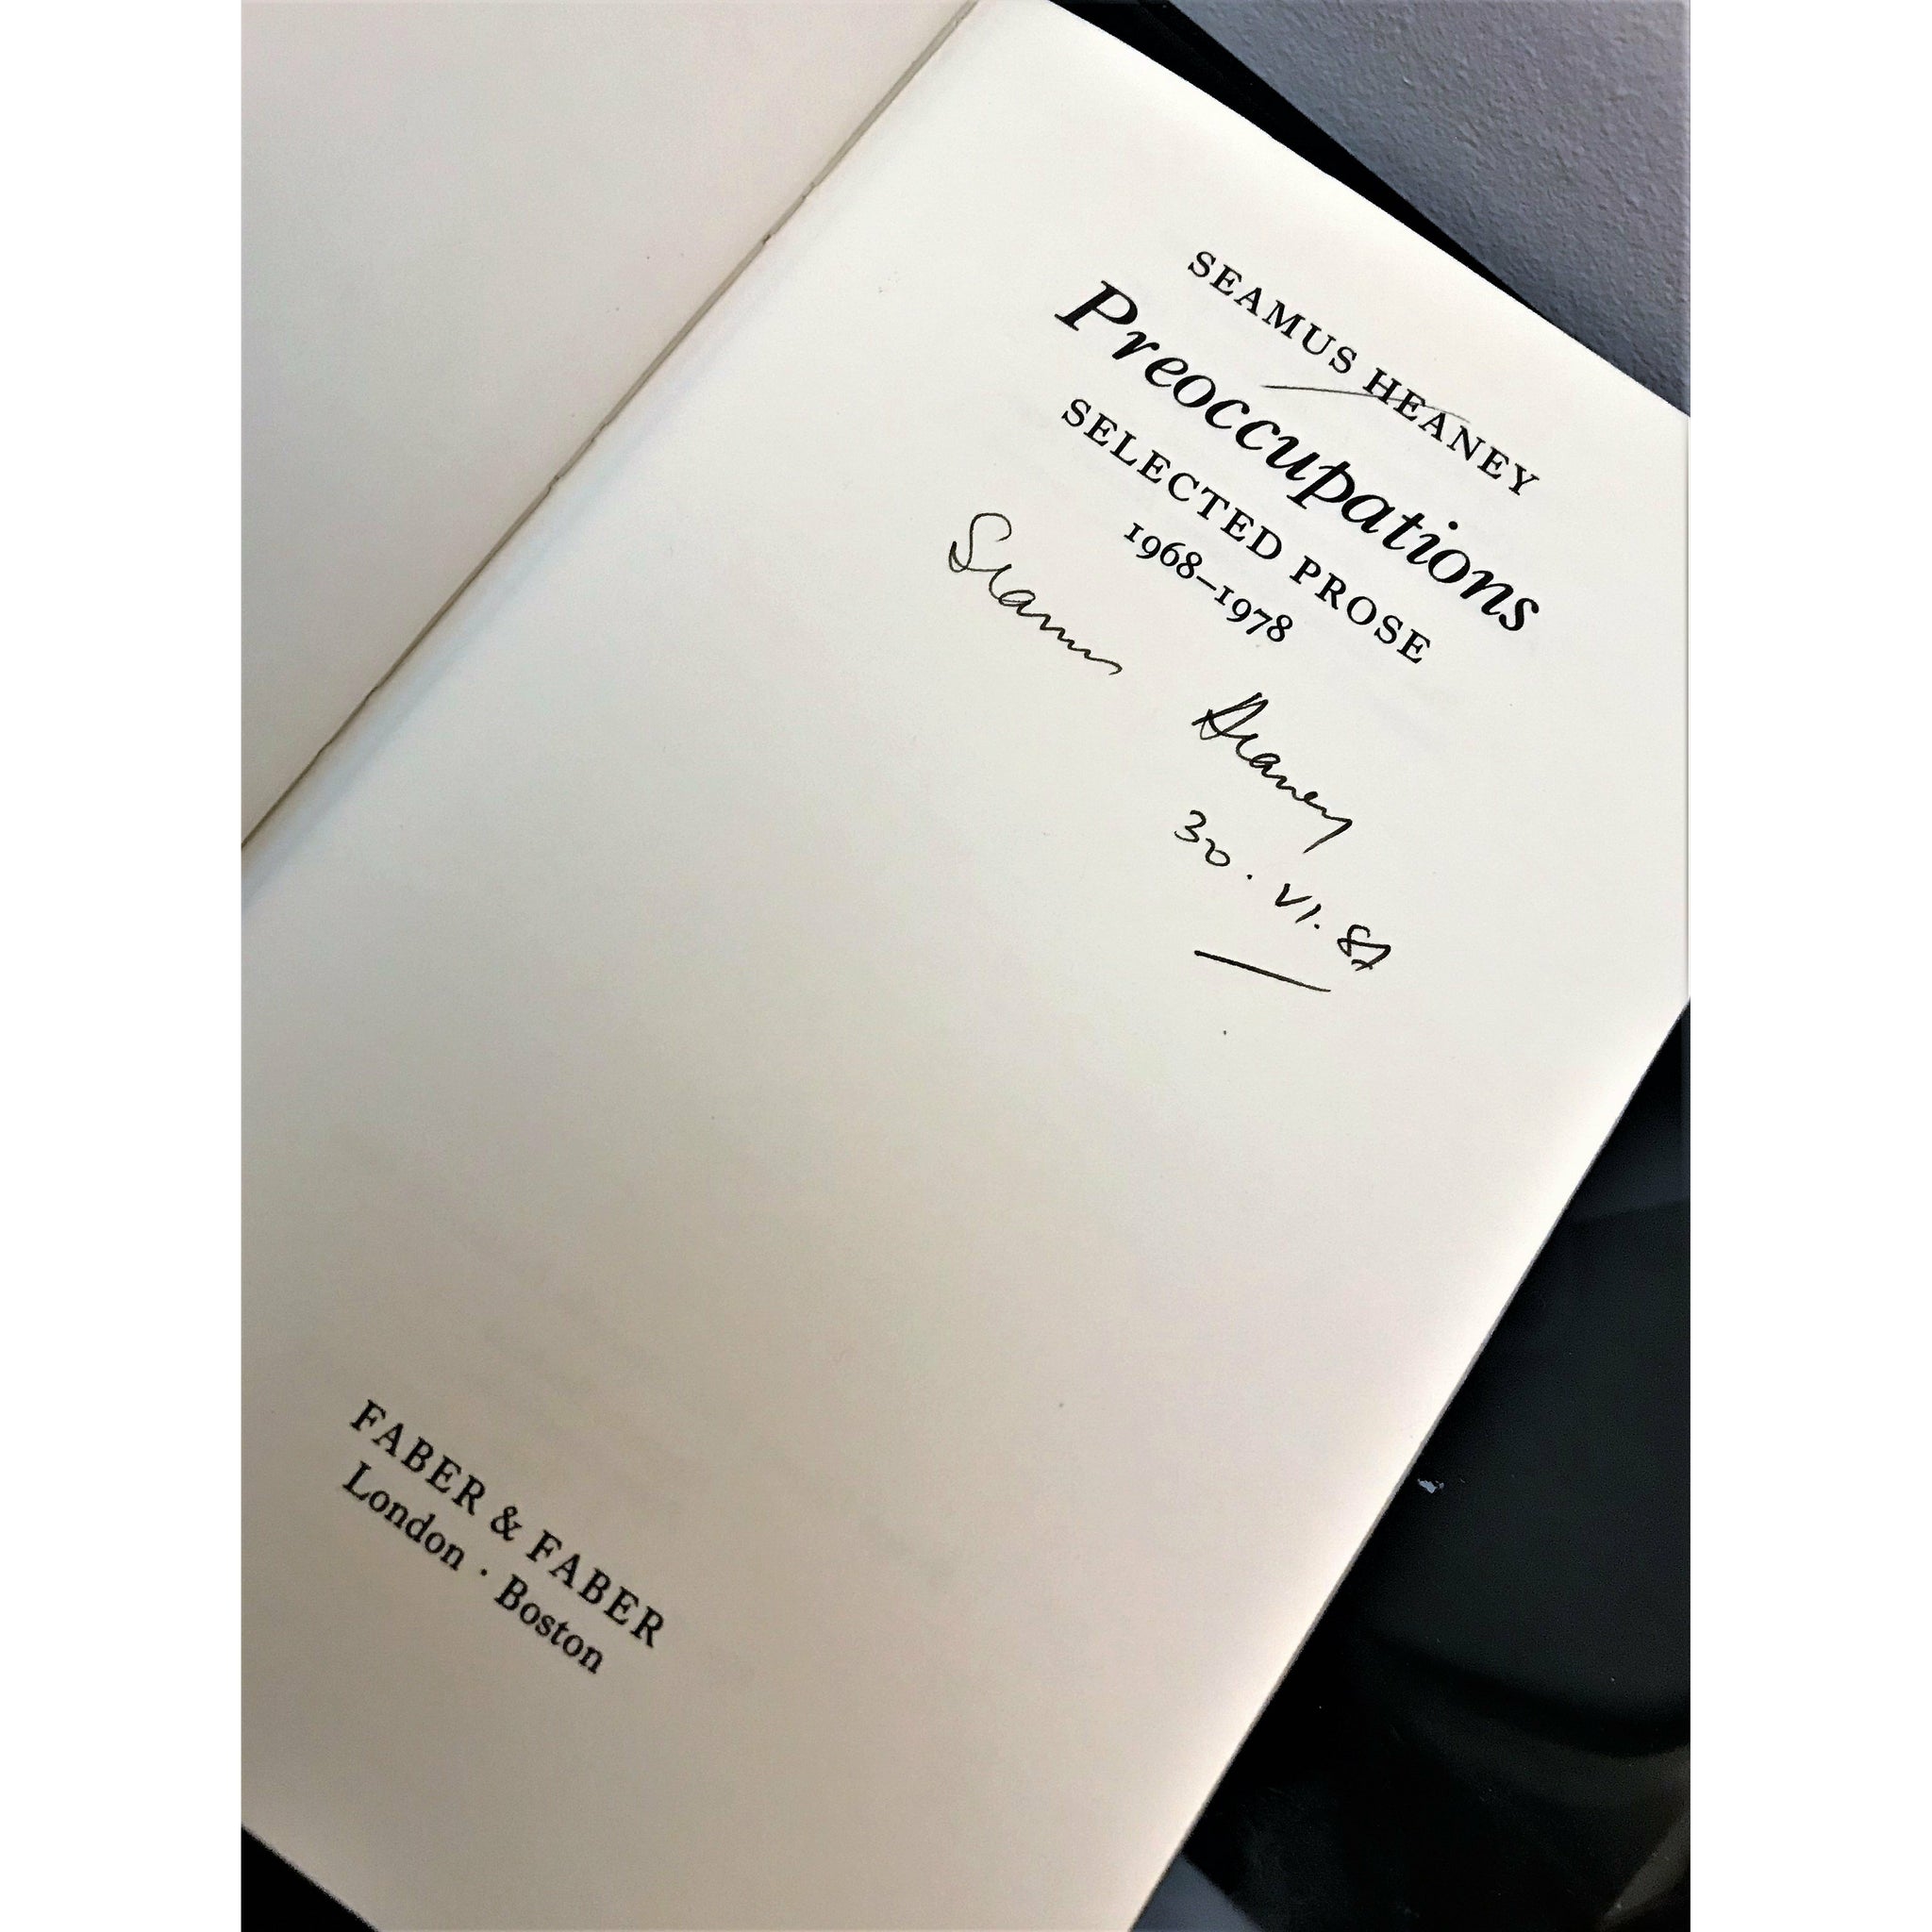 SEAMUS HEANEY
Preoccupations
SELECTED PROSE
1968–1978
Seamus Heaney
30. VI. 87
FABER & FABER
London · Boston